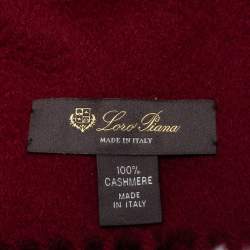 Loro Piana
MADE IN ITALY
100%
CASHMERE
MADE
IN ITALY